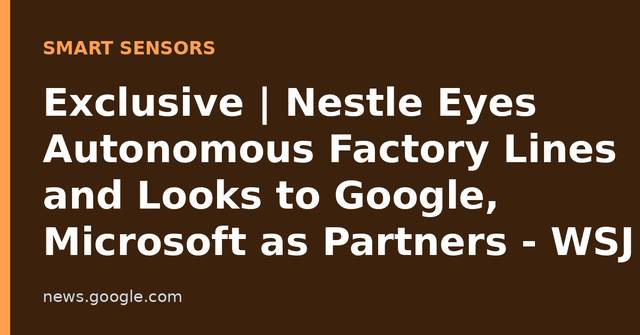 SMART SENSORS
Exclusive | Nestle Eyes
Autonomous Factory Lines
and Looks to Google,
Microsoft as Partners - WSJ
news.google.com